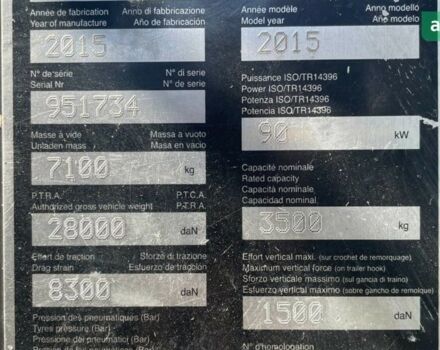 Année de fabrication Anno di fabbricazione
Year of manufacture Año de fabricación
2015
N° de série N° di serie
Serial Nr N° de serie
951734
Masse à vide Massa a vuoto
Unladen mass Masa en vacio
7100 kg
P.T.R.A. P.T.C.A.
Authorized gross vehicle weight P.T.R.A.
28000 daN
Effort de traction Sforzo di trazione
Drag strain Esfuerzo de tracción
8300 daN
Pression des pneumatiques (Bar)
Tyres pressure (Bar)
Pressione dei pneumatici (Bar)
Année modèle Anno modello
Model year Año modelo
2015
Puissance ISO/TR14396
Power ISO/TR14396
Potenza ISO/TR14396
Potencia ISO/TR14396
90 kW
Capacité nominale
Rated capacity
Capacità nominale
Capacidad nominal
3500 kg
Effort vertical maxi. (sur crochet de remorquage)
Maximum vertical force (on trailer hook)
Sforzo verticale massimo (sul gancia di traino)
Esfuerzo vertical máximo (sobre gancho de remolque)
1500 daN
N° d'homologation
a